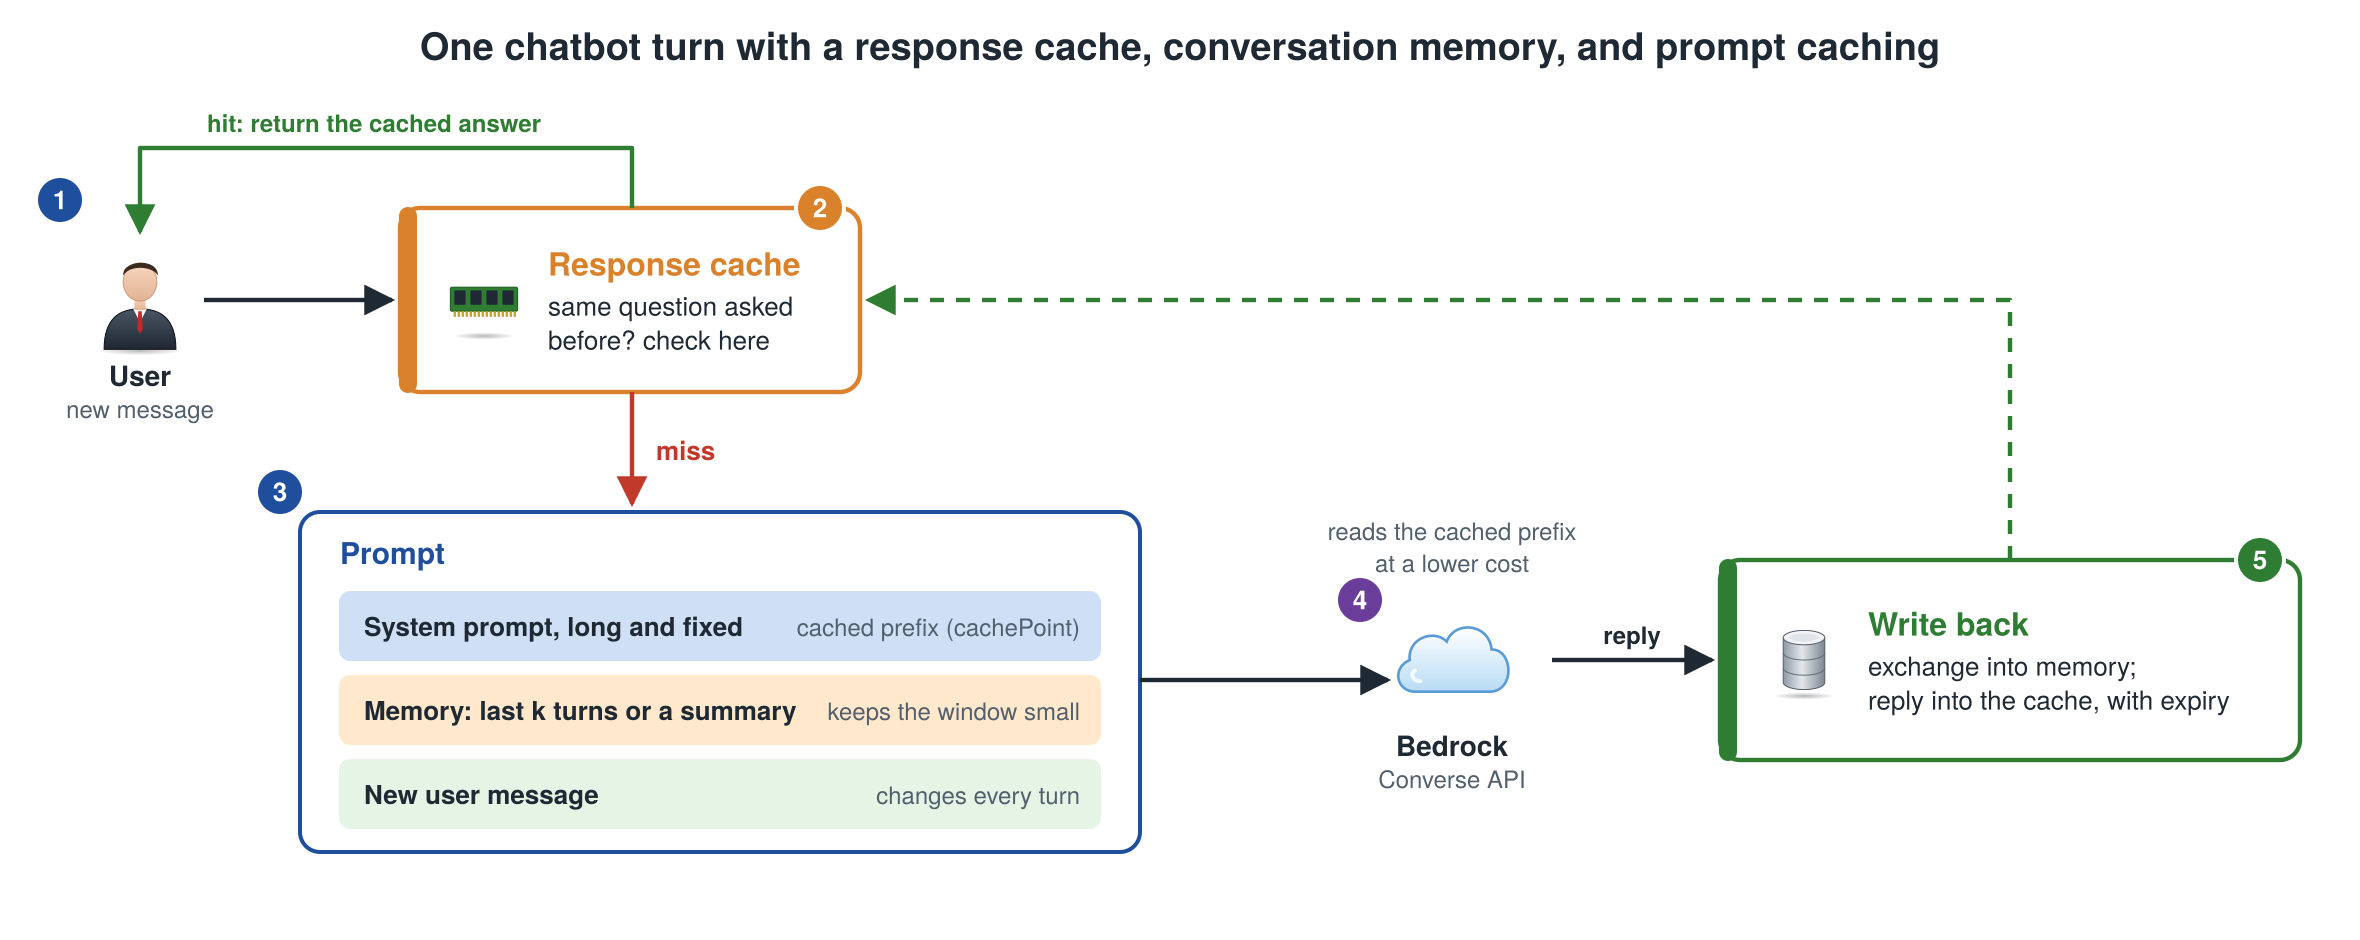 One chatbot turn with a response cache, conversation memory, and prompt caching
hit: return the cached answer
1
User
new message
2
Response cache
same question asked
before? check here
miss
3
Prompt
System prompt, long and fixed
cached prefix (cachePoint)
Memory: last k turns or a summary
keeps the window small
New user message
changes every turn
reads the cached prefix
at a lower cost
4
Bedrock
Converse API
reply
5
Write back
exchange into memory;
reply into the cache, with expiry